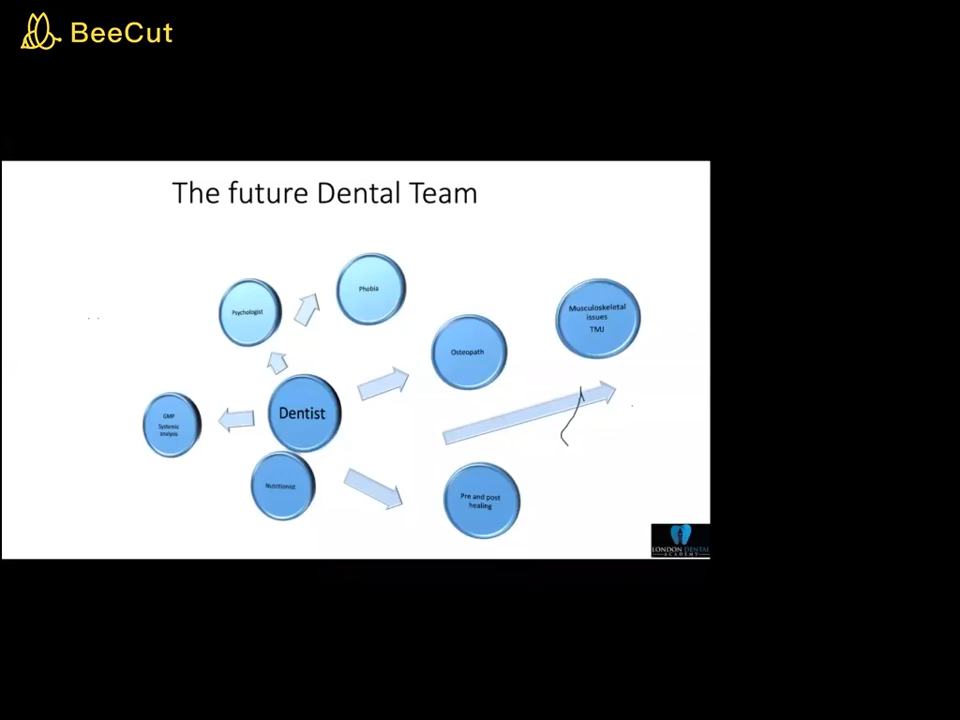 BeeCut
The future Dental Team
Phobia
Psychologist
Musculoskeletal
issues
TMJ
Osteopath
Dentist
GMP
Systemic
analysis
Nutritionist
Pre and post
healing
LONDON DENTAL
ACADEMY